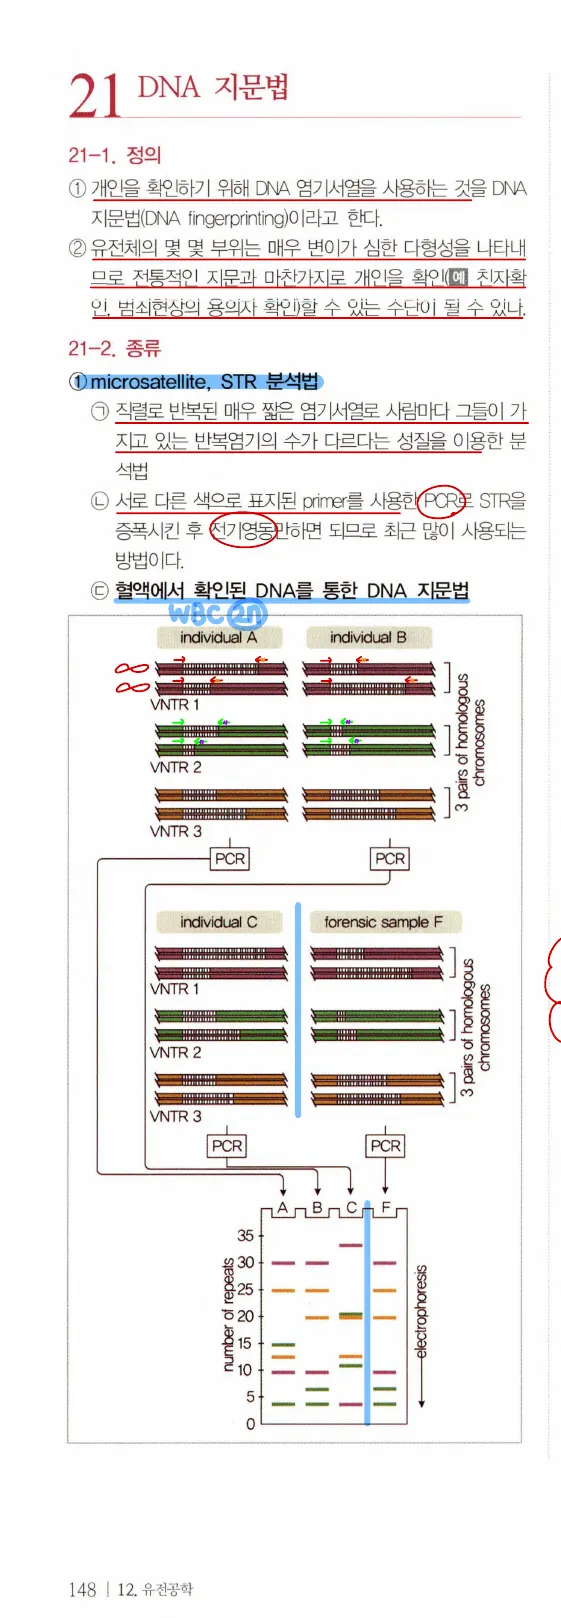 21 DNA 지문법
21-1. 정의
① 개인을 확인하기 위해 DNA 염기서열을 사용하는 것을 DNA
지문법(DNA fingerprinting)이라고 한다.
② 유전체의 몇 몇 부위는 매우 변이가 심한 다형성을 나타내
므로 전통적인 지문과 마찬가지로 개인을 확인(예 친자확
인, 범죄현장의 용의자 확인)할 수 있는 수단이 될 수 있다.
21-2. 종류
① microsatellite, STR 분석법
㉠ 직렬로 반복된 매우 짧은 염기서열로 사람마다 그들이 가
지고 있는 반복염기의 수가 다르다는 성질을 이용한 분
석법
㉡ 서로 다른 색으로 표지된 primer를 사용한 PCR로 STR을
증폭시킨 후 전기영동만하면 되므로 최근 많이 사용되는
방법이다.
㉢ 혈액에서 확인된 DNA를 통한 DNA 지문법
WBC 2n
individual A individual B
VNTR 1
VNTR 2
VNTR 3
3 pairs of homologous
chromosomes
PCR PCR
individual C forensic sample F
VNTR 1
VNTR 2
VNTR 3
3 pairs of homologous
chromosomes
PCR PCR
A B C F
35
30
25
20
15
10
5
0
number of repeats
electrophoresis
148 | 12. 유전공학